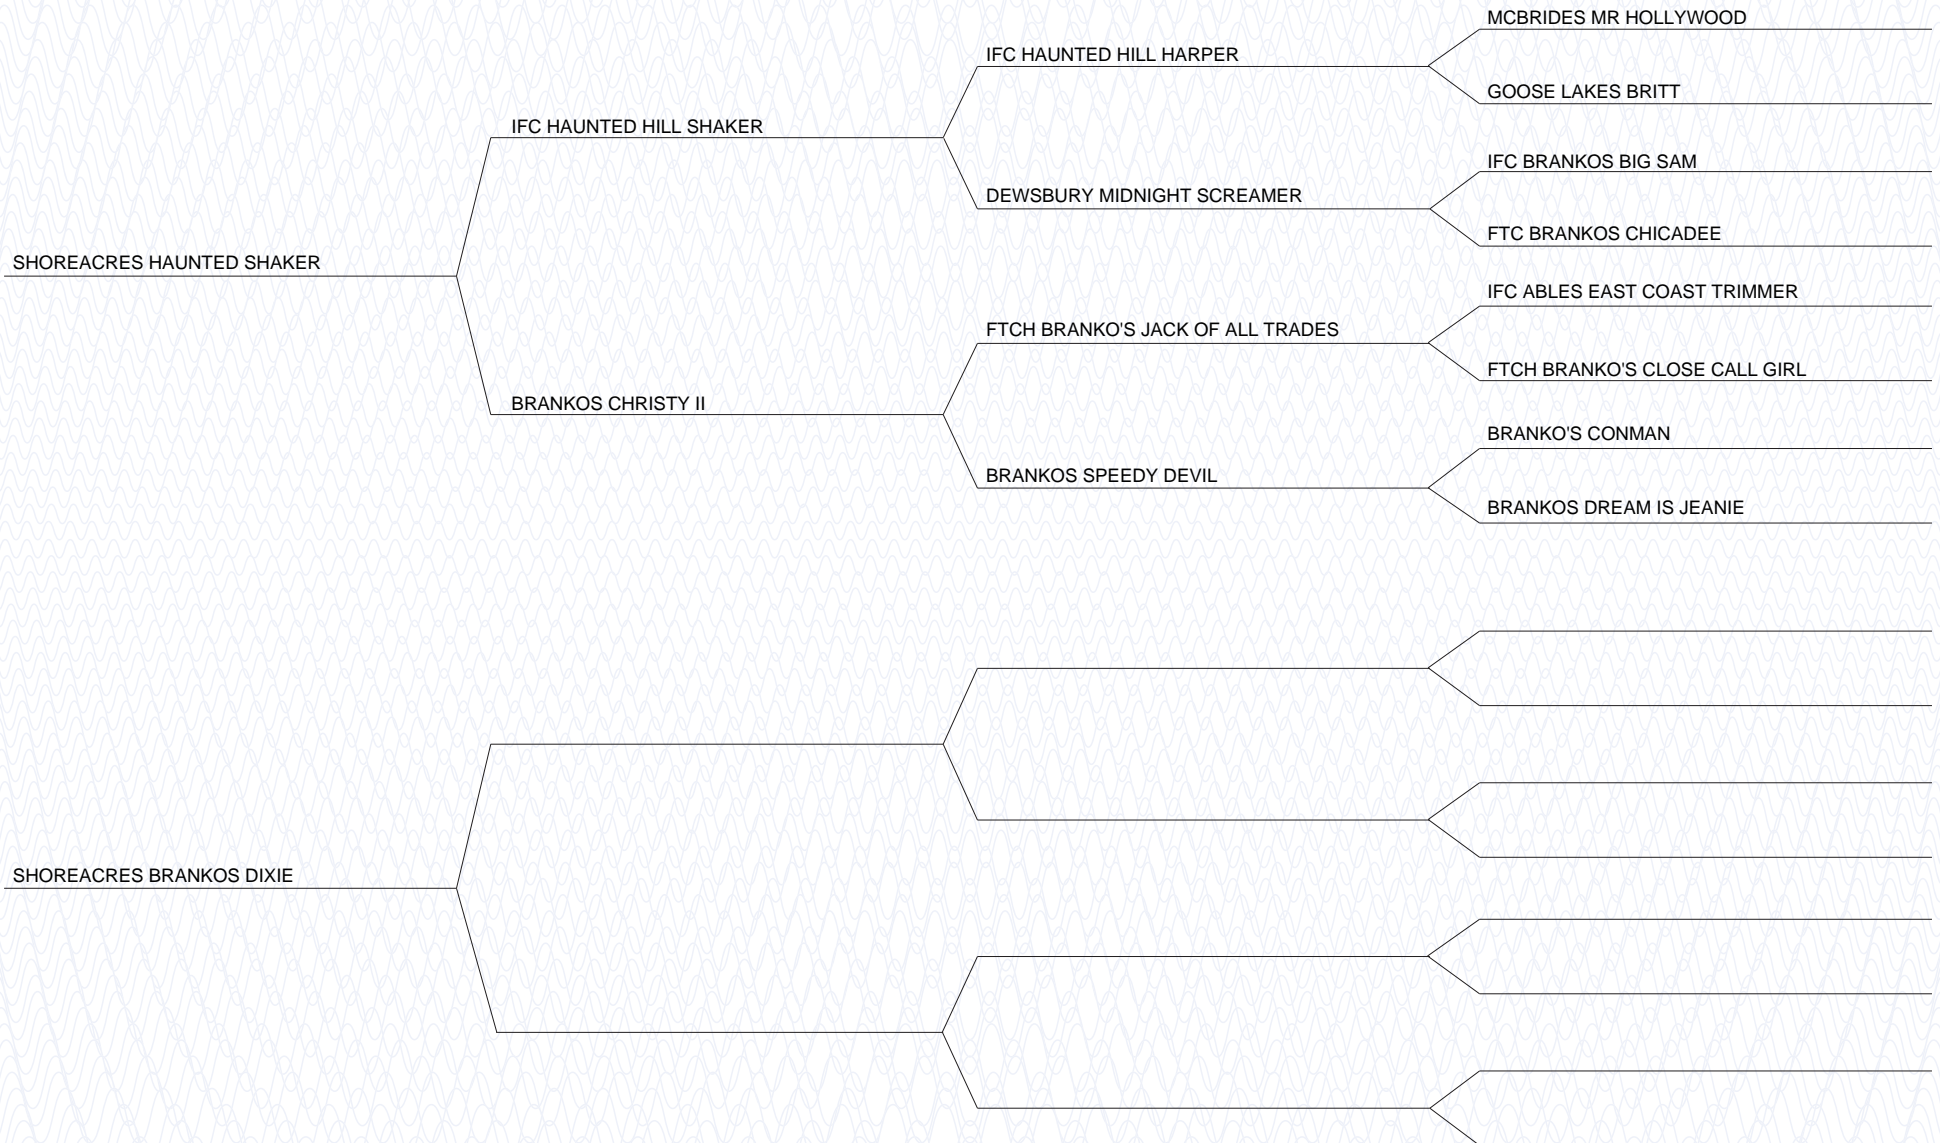 MCBRIDES MR HOLLYWOOD
IFC HAUNTED HILL HARPER
GOOSE LAKES BRITT
IFC HAUNTED HILL SHAKER
IFC BRANKOS BIG SAM
DEWSBURY MIDNIGHT SCREAMER
FTC BRANKOS CHICADEE
SHOREACRES HAUNTED SHAKER
IFC ABLES EAST COAST TRIMMER
FTCH BRANKO'S JACK OF ALL TRADES
FTCH BRANKO'S CLOSE CALL GIRL
BRANKOS CHRISTY II
BRANKO'S CONMAN
BRANKOS SPEEDY DEVIL
BRANKOS DREAM IS JEANIE
SHOREACRES BRANKOS DIXIE